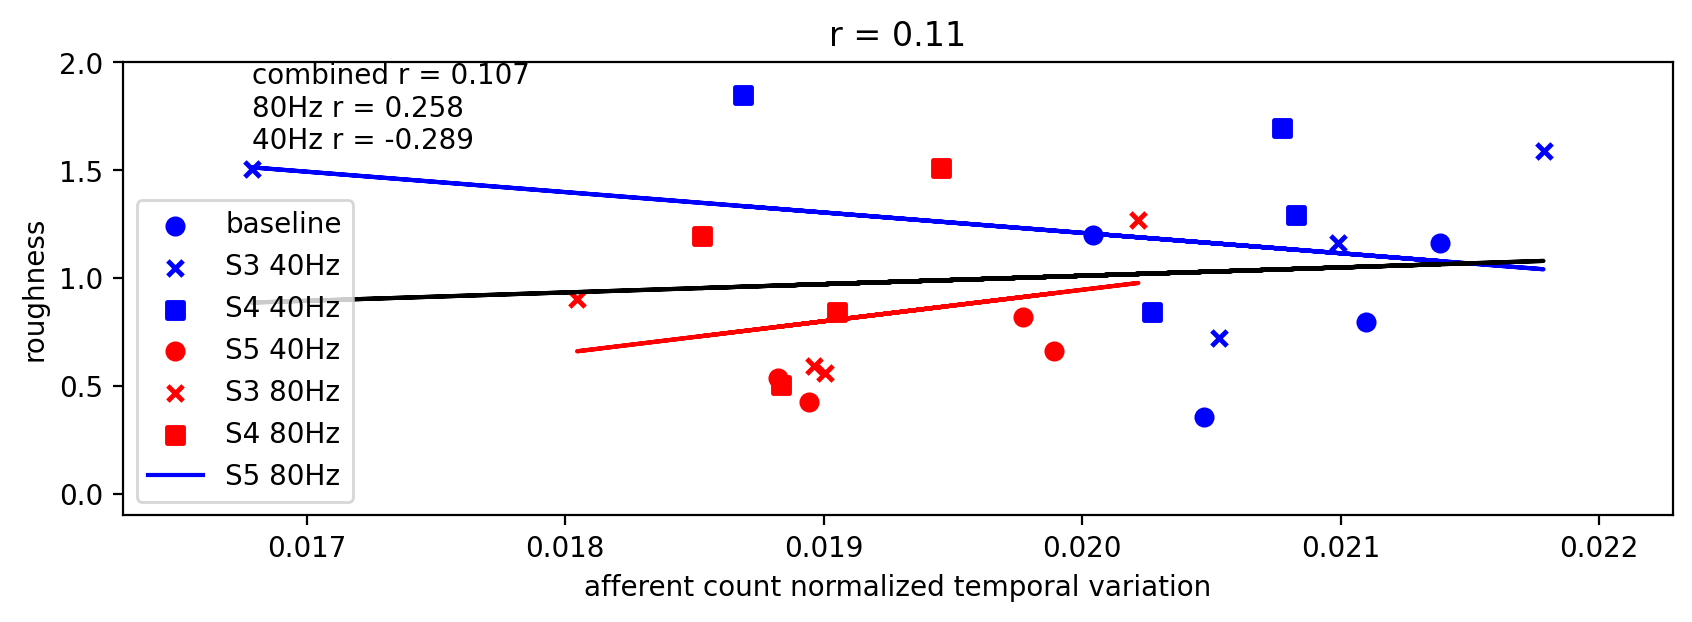 r = 0.11
combined r = 0.107
80Hz r = 0.258
40Hz r = -0.289
2.0
1.5
1.0
0.5
0.0
roughness
baseline
S3 40Hz
S4 40Hz
S5 40Hz
S3 80Hz
S4 80Hz
S5 80Hz
0.017 0.018 0.019 0.020 0.021 0.022
afferent count normalized temporal variation